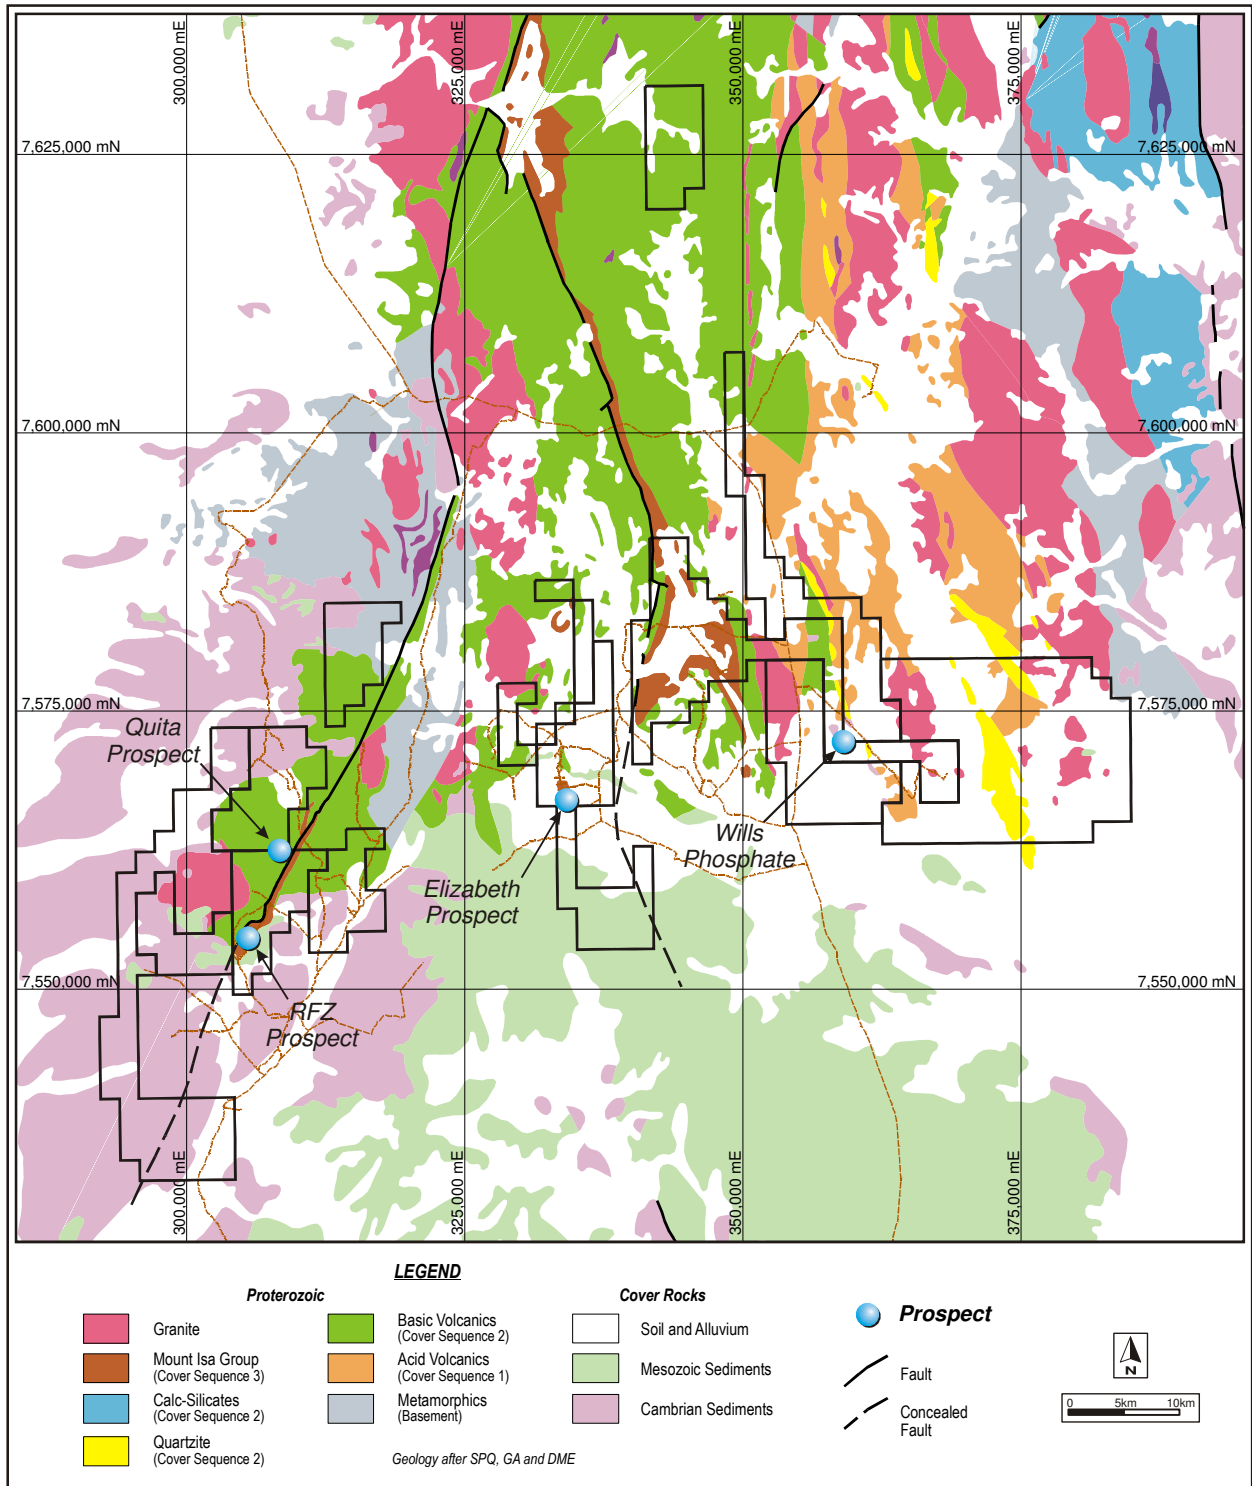 300,000 mE
325,000 mE
350,000 mE
375,000 mE
7,625,000 mN
7,625,000 mN
7,600,000 mN
7,600,000 mN
7,575,000 mN
7,575,000 mN
Quita
Prospect
Wills
Phosphate
Elizabeth
Prospect
7,550,000 mN
7,550,000 mN
RFZ
Prospect
300,000 mE
325,000 mE
350,000 mE
375,000 mE
LEGEND
Proterozoic
Granite
Mount Isa Group
(Cover Sequence 3)
Calc-Silicates
(Cover Sequence 2)
Quartzite
(Cover Sequence 2)
Basic Volcanics
(Cover Sequence 2)
Acid Volcanics
(Cover Sequence 1)
Metamorphics
(Basement)
Geology after SPQ, GA and DME
Cover Rocks
Soil and Alluvium
Mesozoic Sediments
Cambrian Sediments
Prospect
Fault
Concealed
Fault
N
0 5km 10km